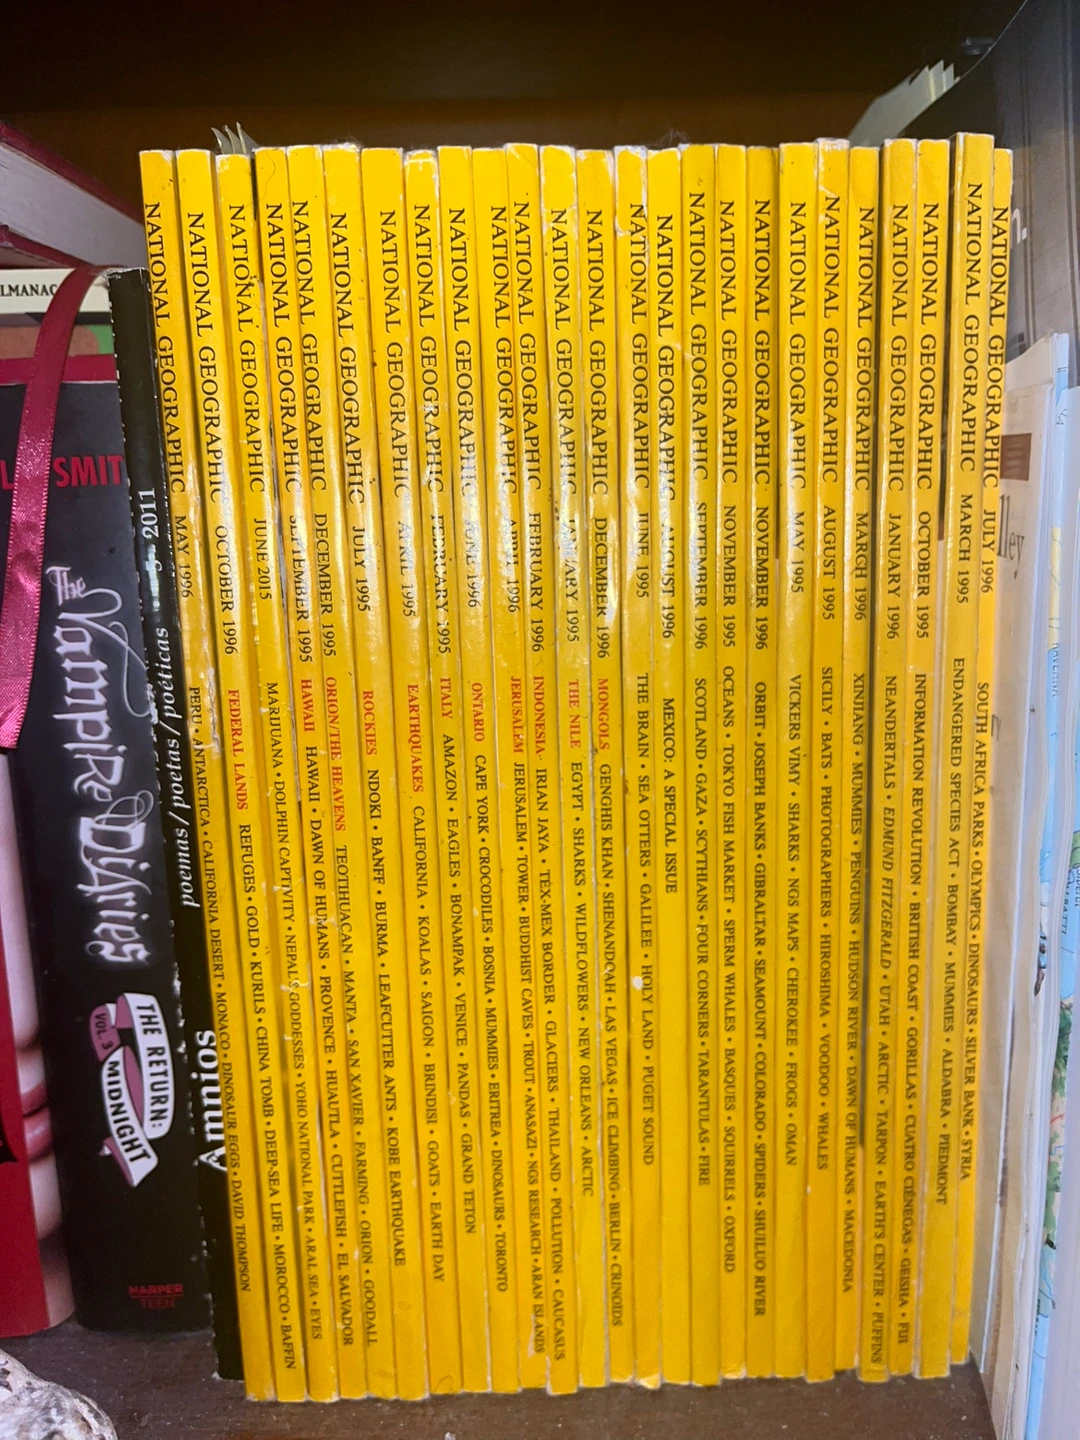 LMANAC
L SMIT
The Vampire Diaries
THE RETURN:
VOL. 3
MIDNIGHT
HARPER
TEEN
2011
poemas / poetas / poéticas
NATIONAL GEOGRAPHIC MAY 1996 PERU • ANTARCTICA • CALIFORNIA DESERT • MONACO • DINOSAUR EGGS • DAVID THOMPSON
NATIONAL GEOGRAPHIC OCTOBER 1996 FEDERAL LANDS REFUGES • GOLD • KURILS • CHINA TOMB • DEEP-SEA LIFE • MOROCCO • BAFFIN
NATIONAL GEOGRAPHIC JUNE 2015 MARIJUANA • DOLPHIN CAPTIVITY • NEPAL'S GODDESSES • YOHO NATIONAL PARK • ARAL SEA • EYES
NATIONAL GEOGRAPHIC SEPTEMBER 1995 HAWAII HAWAII • DAWN OF HUMANS • PROVENCE • HUAUTLA • CUTTLEFISH • EL SALVADOR
NATIONAL GEOGRAPHIC DECEMBER 1995 ORION/THE HEAVENS TEOTIHUACAN • MANTA • SAN XAVIER • FARMING • ORION • GOODALL
NATIONAL GEOGRAPHIC JULY 1995 ROCKIES NDOKI • BANFF • BURMA • LEAFCUTTER ANTS • KOBE EARTHQUAKE
NATIONAL GEOGRAPHIC APRIL 1995 EARTHQUAKES CALIFORNIA • KOALAS • SAIGON • BRINDISI • GOATS • EARTH DAY
NATIONAL GEOGRAPHIC FEBRUARY 1995 ITALY AMAZON • EAGLES • BONAMPAK • VENICE • PANDAS • GRAND TETON
NATIONAL GEOGRAPHIC JUNE 1996 ONTARIO CAPE YORK • CROCODILES • BOSNIA • MUMMIES • ERITREA • DINOSAURS • TORONTO
NATIONAL GEOGRAPHIC APRIL 1996 JERUSALEM JERUSALEM • TOWER • BUDDHIST CAVES • TROUT • ANASAZI • NGS RESEARCH • ARAN ISLANDS
NATIONAL GEOGRAPHIC FEBRUARY 1996 INDONESIA IRIAN JAYA • TEX-MEX BORDER • GLACIERS • THAILAND • POLLUTION • CAUCASUS
NATIONAL GEOGRAPHIC JANUARY 1995 THE NILE EGYPT • SHARKS • WILDFLOWERS • NEW ORLEANS • ARCTIC
NATIONAL GEOGRAPHIC DECEMBER 1996 MONGOLS GENGHIS KHAN • SHENANDOAH • LAS VEGAS • ICE CLIMBING • BERLIN • CRINOIDS
NATIONAL GEOGRAPHIC JUNE 1995 THE BRAIN • SEA OTTERS • GALILEE • HOLY LAND • PUGET SOUND
NATIONAL GEOGRAPHIC AUGUST 1996 MEXICO: A SPECIAL ISSUE
NATIONAL GEOGRAPHIC SEPTEMBER 1996 SCOTLAND • GAZA • SCYTHIANS • FOUR CORNERS • TARANTULAS • FIRE
NATIONAL GEOGRAPHIC NOVEMBER 1995 OCEANS • TOKYO FISH MARKET • SPERM WHALES • BASQUES • SQUIRRELS • OXFORD
NATIONAL GEOGRAPHIC NOVEMBER 1996 ORBIT • JOSEPH BANKS • GIBRALTAR • SEAMOUNT • COLORADO • SPIDERS • SHUILUO RIVER
NATIONAL GEOGRAPHIC MAY 1995 VICKERS VIMY • SHARKS • NGS MAPS • CHEROKEE • FROGS • OMAN
NATIONAL GEOGRAPHIC AUGUST 1995 SICILY • BATS • PHOTOGRAPHERS • HIROSHIMA • VOODOO • WHALES
NATIONAL GEOGRAPHIC MARCH 1996 XINJIANG • MUMMIES • PENGUINS • HUDSON RIVER • DAWN OF HUMANS • MACEDONIA
NATIONAL GEOGRAPHIC JANUARY 1996 NEANDERTALS • EDMUND FITZGERALD • UTAH • ARCTIC • TARPON • EARTH'S CENTER • PUFFINS
NATIONAL GEOGRAPHIC OCTOBER 1995 INFORMATION REVOLUTION • BRITISH COAST • GORILLAS • CUATRO CIÉNEGAS • GEISHA • FIJI
NATIONAL GEOGRAPHIC MARCH 1995 ENDANGERED SPECIES ACT • BOMBAY • MUMMIES • ALDABRA • PIEDMONT
NATIONAL GEOGRAPHIC JULY 1996 SOUTH AFRICA PARKS • OLYMPICS • DINOSAURS • SILVER BANK • SYRIA
lley